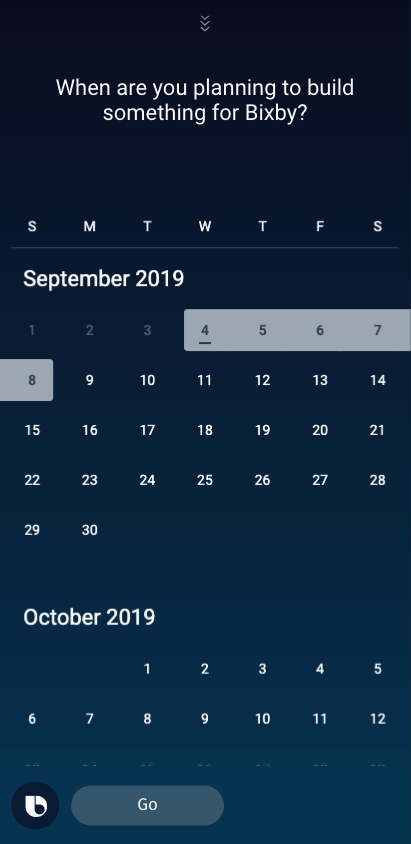 When are you planning to build
something for Bixby?
S M T W T F S
September 2019
1 2 3 4 5 6 7
8 9 10 11 12 13 14
15 16 17 18 19 20 21
22 23 24 25 26 27 28
29 30
October 2019
1 2 3 4 5
6 7 8 9 10 11 12
Go